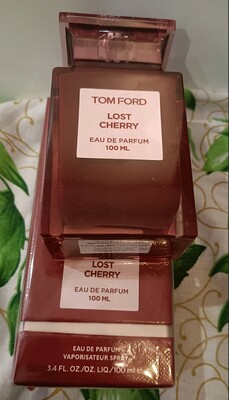 TOM FORD
LOST
CHERRY
EAU DE PARFUM
100 ML
LOST
CHERRY
EAU DE PARFUM
100 ML
EAU DE PARFUM
VAPORISATEUR SPRAY
3.4 FL. OZ./OZ. LIQ./100 ml